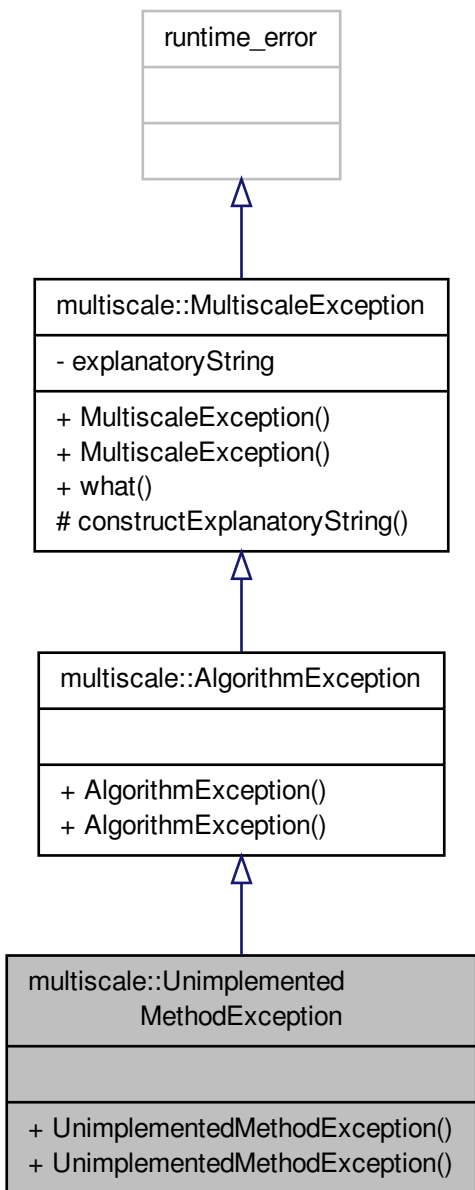 runtime_error
multiscale::MultiscaleException
- explanatoryString
+ MultiscaleException()
+ MultiscaleException()
+ what()
# constructExplanatoryString()
multiscale::AlgorithmException
+ AlgorithmException()
+ AlgorithmException()
multiscale::Unimplemented
MethodException
+ UnimplementedMethodException()
+ UnimplementedMethodException()